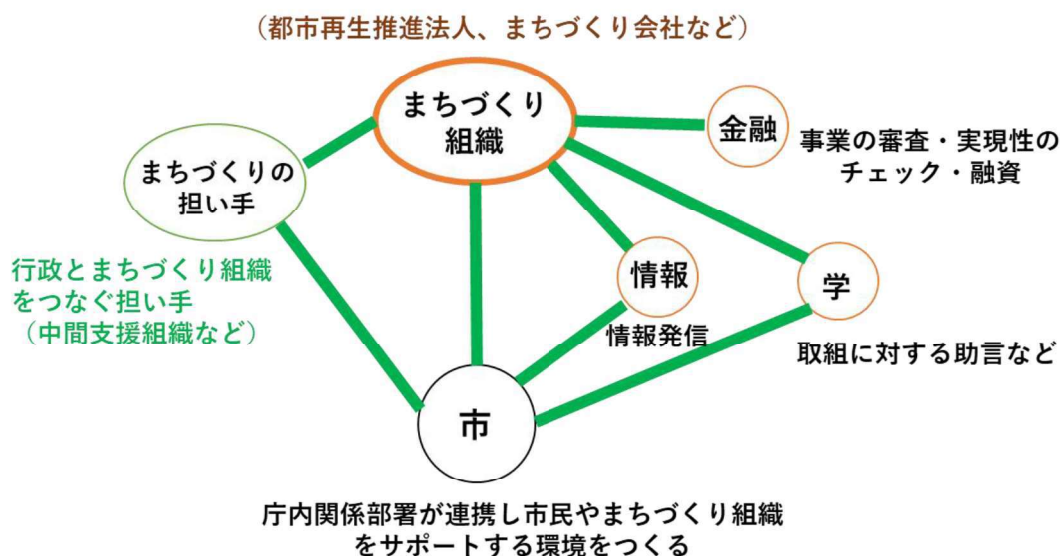 （都市再生推進法人、まちづくり会社など）
まちづくり
組織
金融
事業の審査・実現性の
チェック・融資
まちづくりの
担い手
行政とまちづくり組織
をつなぐ担い手
（中間支援組織など）
情報
情報発信
学
取組に対する助言など
市
庁内関係部署が連携し市民やまちづくり組織
をサポートする環境をつくる